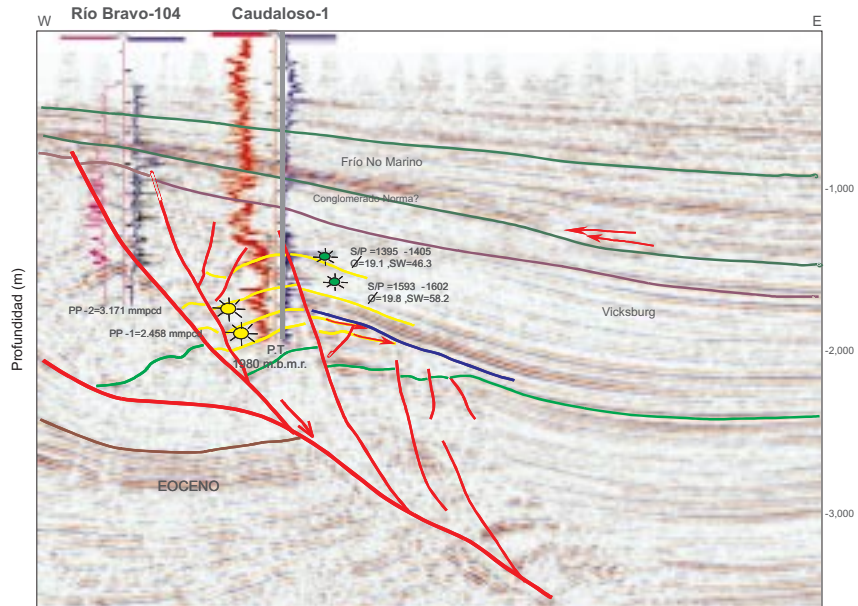 Río Bravo-104 Caudaloso-1
W E
Frío No Marino
-1,000
Conglomerado Norma?
S/P =1395 -1405
Ø=19.1 ,SW=46.3
S/P =1593 -1602
Ø=19.8 ,SW=58.2
Profundidad (m)
PP -2=3.171 mmpcd
Vicksburg
PP -1=2.458 mmpcd
P.T
1980 m.b.m.r.
-2,000
EOCENO
-3,000